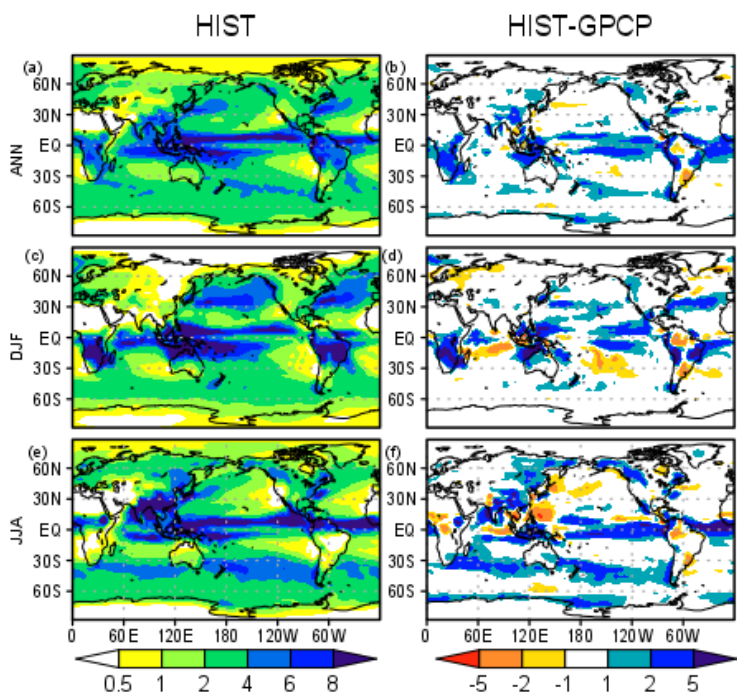 HIST HIST-GPCP
(a) (b)
60N 60N
30N 30N
ANN EQ EQ
30S 30S
60S 60S
(c) (d)
60N 60N
30N 30N
DJF EQ EQ
30S 30S
60S 60S
(e) (f)
60N 60N
30N 30N
JJA EQ EQ
30S 30S
60S 60S
0 60E 120E 180 120W 60W 0 60E 120E 180 120W 60W
0.5 1 2 4 6 8 -5 -2 -1 1 2 5